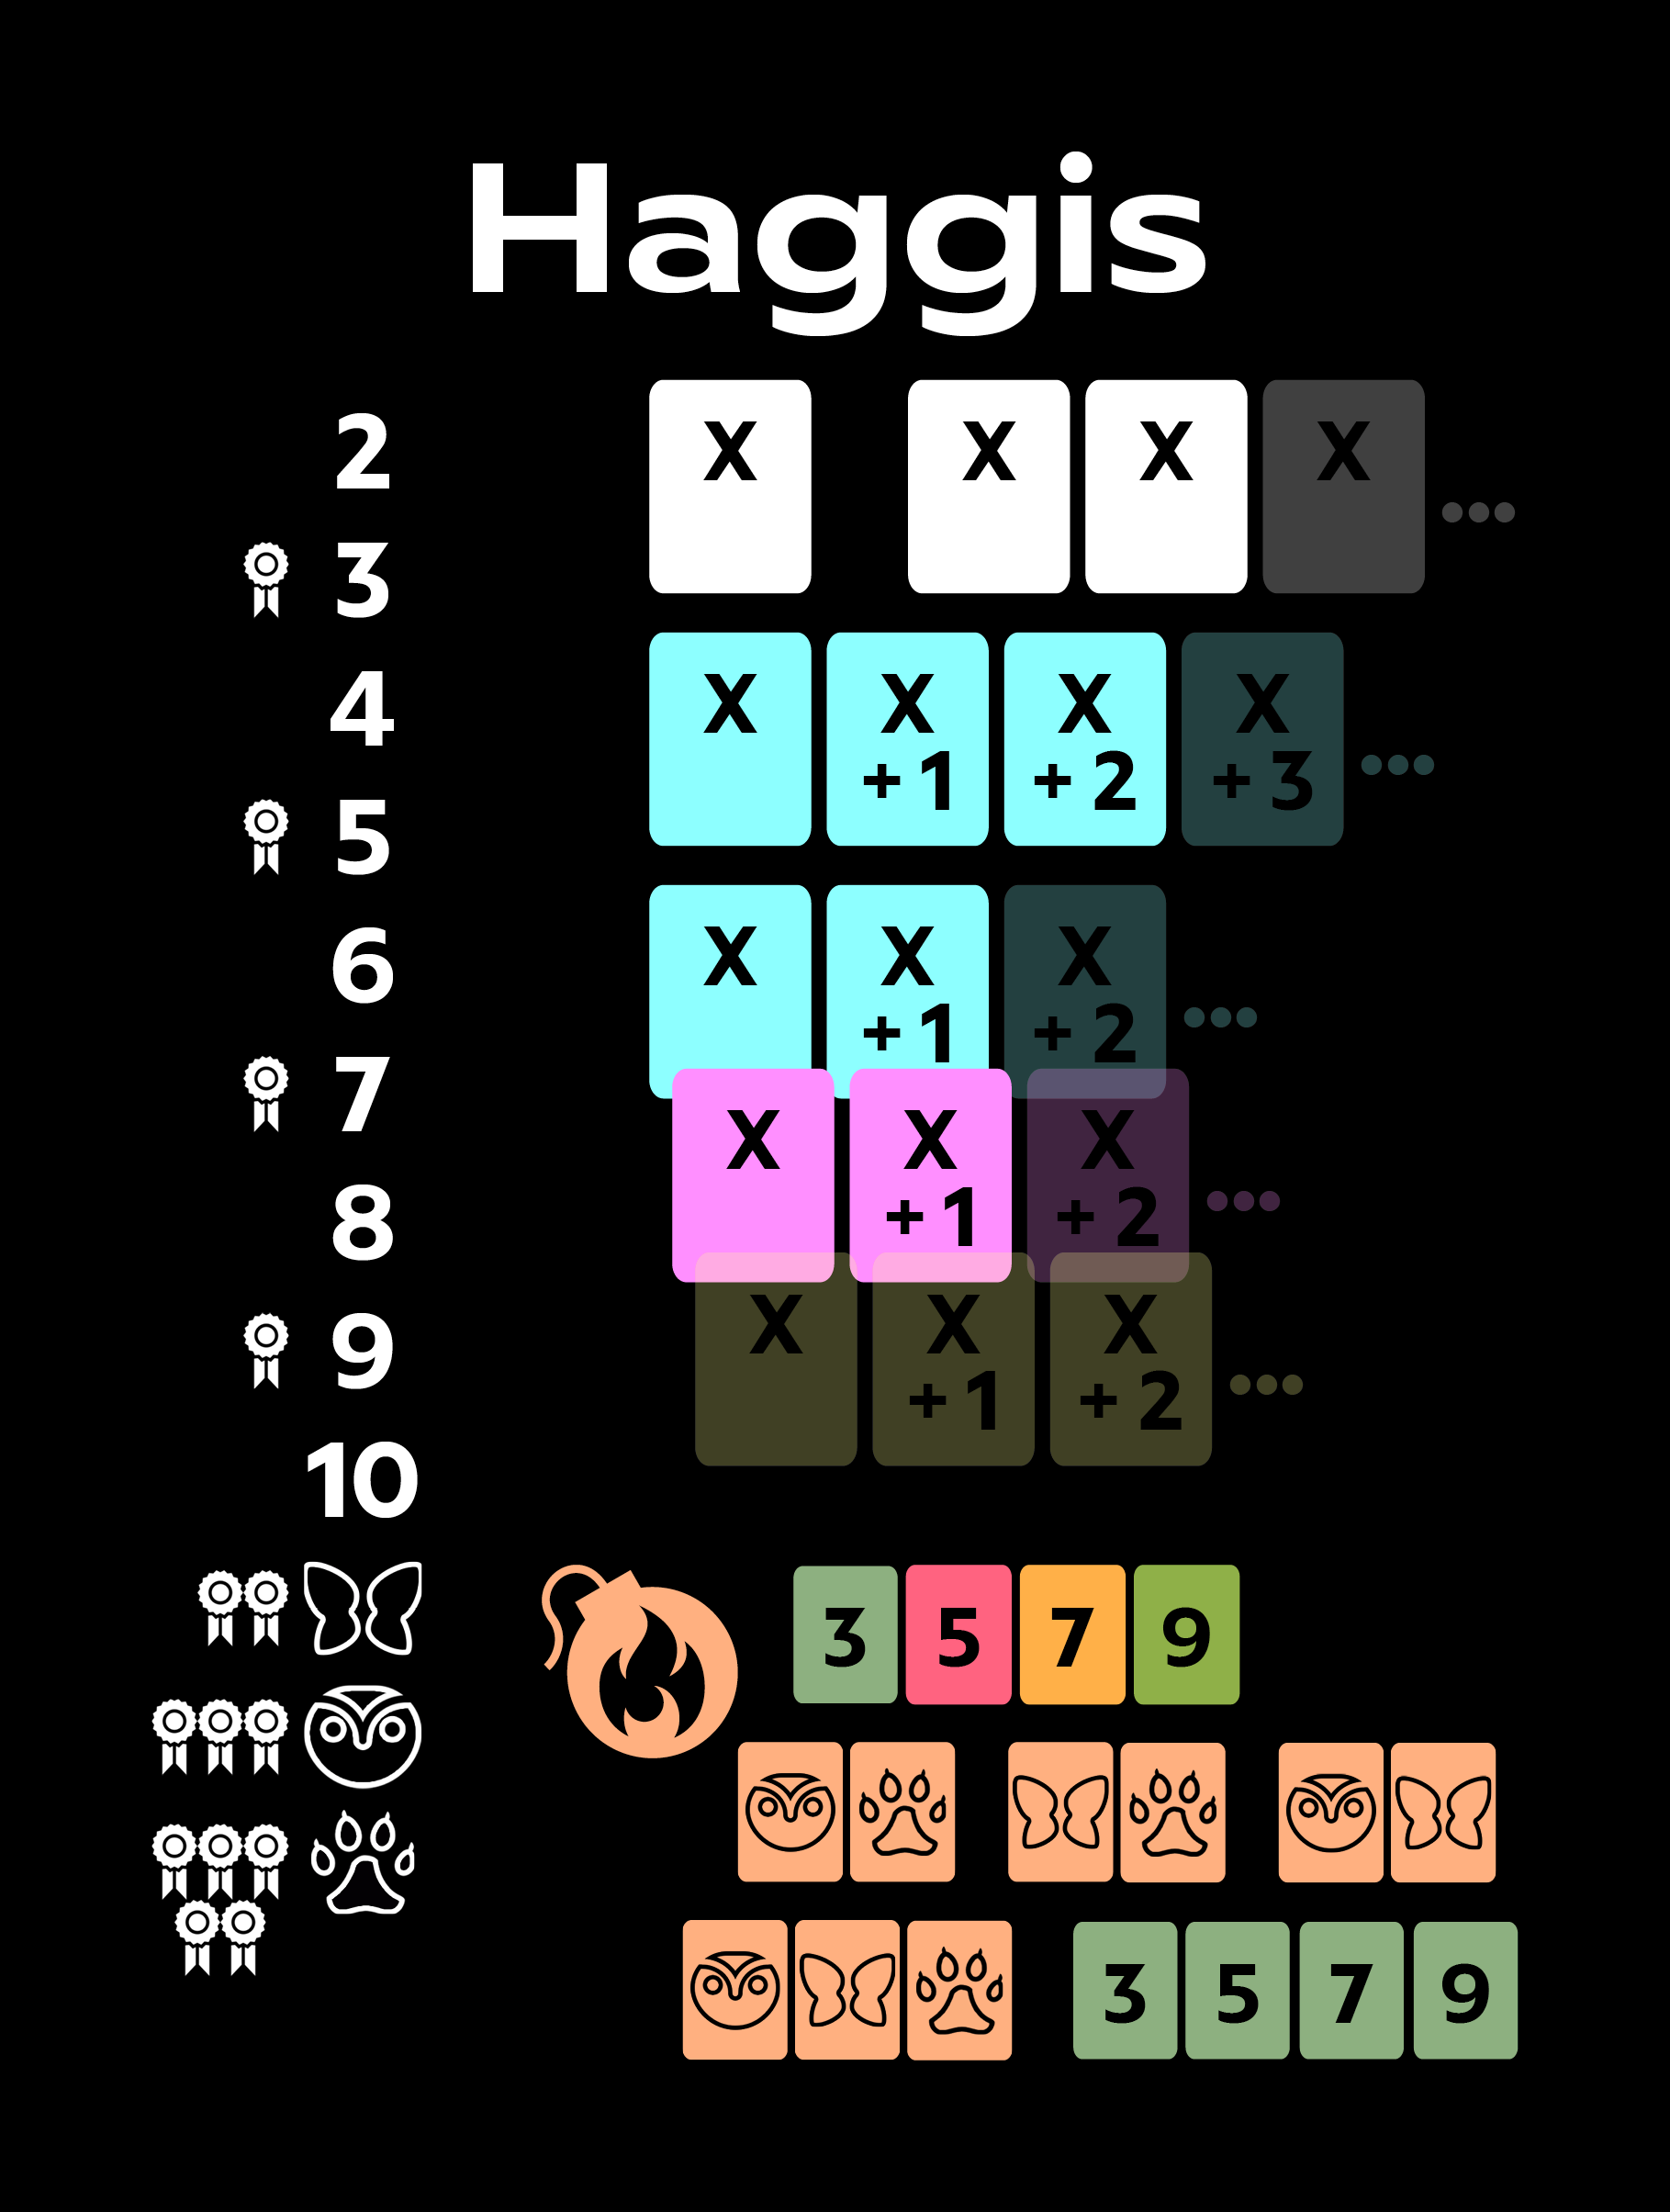 Haggis
2
3
4
5
6
7
8
9
10
X X X X
X X + 1 X + 2 X + 3
X X + 1 X + 2
X X + 1 X + 2
X X + 1 X + 2
3 5 7 9
3 5 7 9